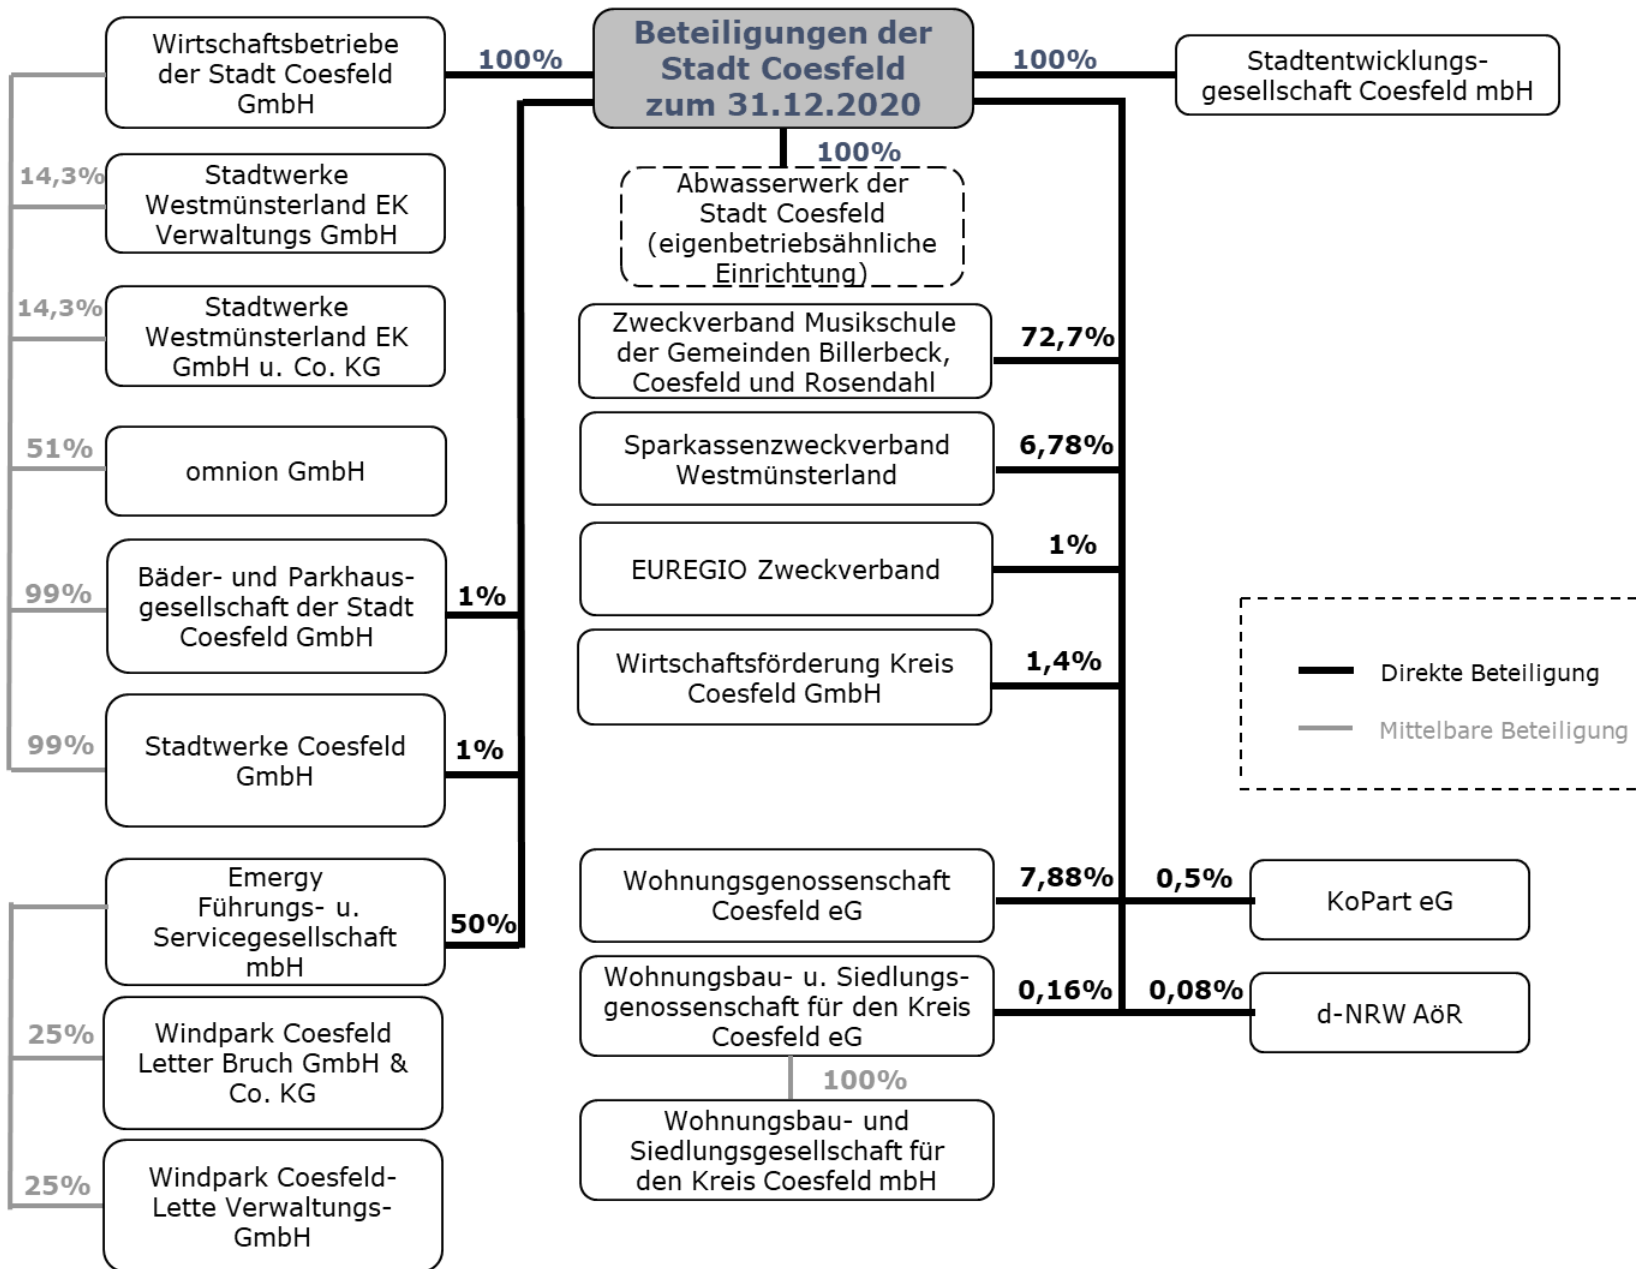 Beteiligungen der
Stadt Coesfeld
zum 31.12.2020
100%
Wirtschaftsbetriebe
der Stadt Coesfeld
GmbH
14,3%
Stadtwerke
Westmünsterland EK
Verwaltungs GmbH
14,3%
Stadtwerke
Westmünsterland EK
GmbH u. Co. KG
51%
omnion GmbH
99%
Bäder- und Parkhaus-
gesellschaft der Stadt
Coesfeld GmbH
1%
99%
Stadtwerke Coesfeld
GmbH
1%
Emergy
Führungs- u.
Servicegesellschaft
mbH
50%
25%
Windpark Coesfeld
Letter Bruch GmbH &
Co. KG
25%
Windpark Coesfeld-
Lette Verwaltungs-
GmbH
100%
Abwasserwerk der
Stadt Coesfeld
(eigenbetriebsähnliche
Einrichtung)
Zweckverband Musikschule
der Gemeinden Billerbeck,
Coesfeld und Rosendahl
72,7%
Sparkassenzweckverband
Westmünsterland
6,78%
EUREGIO Zweckverband
1%
Wirtschaftsförderung Kreis
Coesfeld GmbH
1,4%
Wohnungsgenossenschaft
Coesfeld eG
7,88%
Wohnungsbau- u. Siedlungs-
genossenschaft für den Kreis
Coesfeld eG
0,16%
100%
Wohnungsbau- und
Siedlungsgesellschaft für
den Kreis Coesfeld mbH
100%
Stadtentwicklungs-
gesellschaft Coesfeld mbH
Direkte Beteiligung
Mittelbare Beteiligung
0,5%
KoPart eG
0,08%
d-NRW AöR